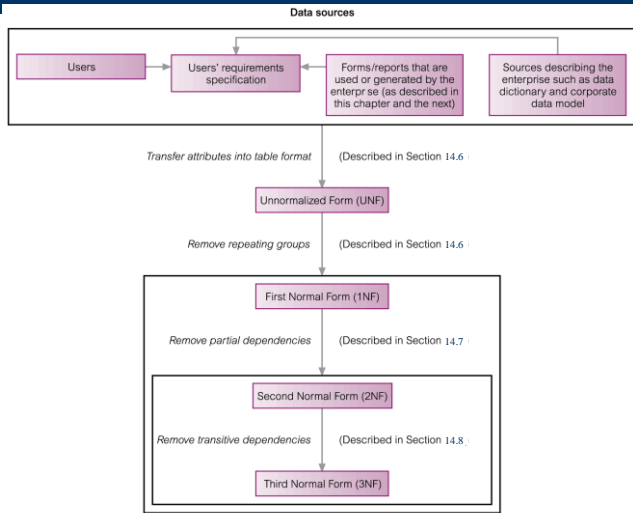 Data sources
Users
Users' requirements
specification
Forms/reports that are
used or generated by the
enterpr se (as described
in this chapter and the next)
Sources describing the
enterprise such as data
dictionary and corporate
data model
Transfer attributes into table format
(Described in Section 14.6
Unnormalized Form (UNF)
Remove repeating groups
(Described in Section 14.6
First Normal Form (1NF)
Remove partial dependencies
(Described in Section 14.7
Second Normal Form (2NF)
Remove transitive dependencies
(Described in Section 14.8
Third Normal Form (3NF)